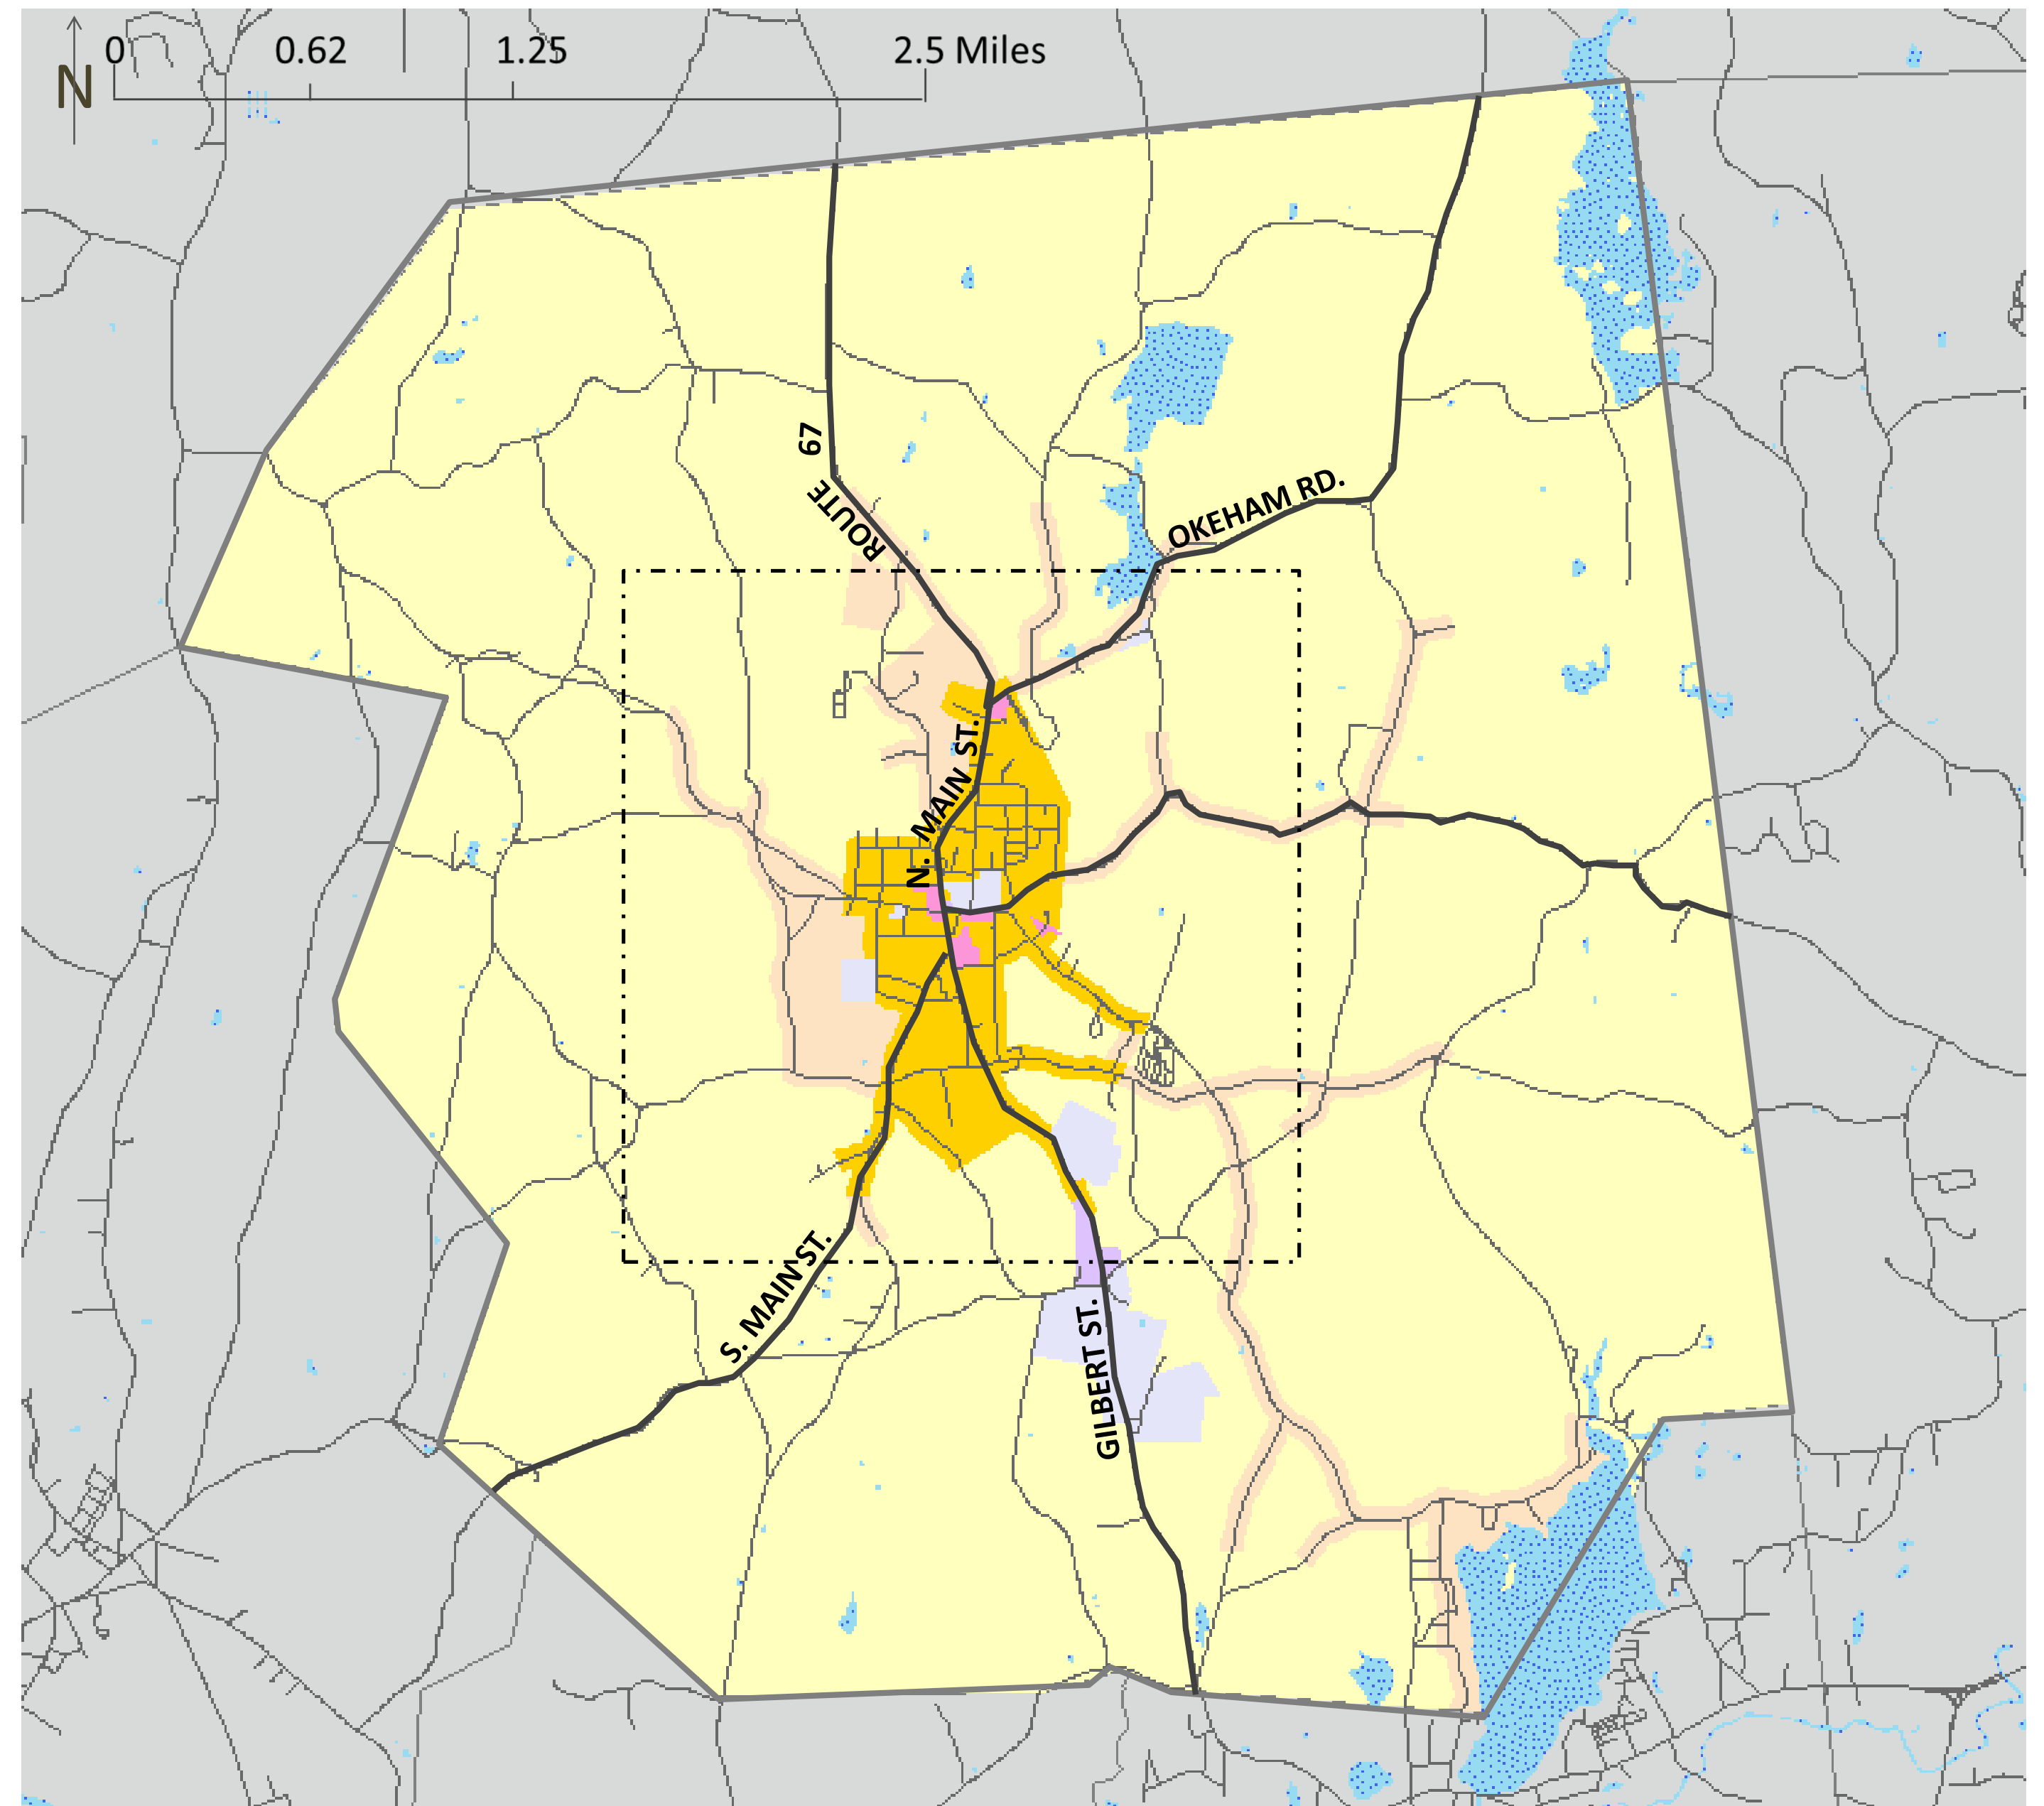 0 0.62 1.25 2.5 Miles
N
ROUTE 67
OKEHAM RD.
N. MAIN ST.
S. MAIN ST.
GILBERT ST.